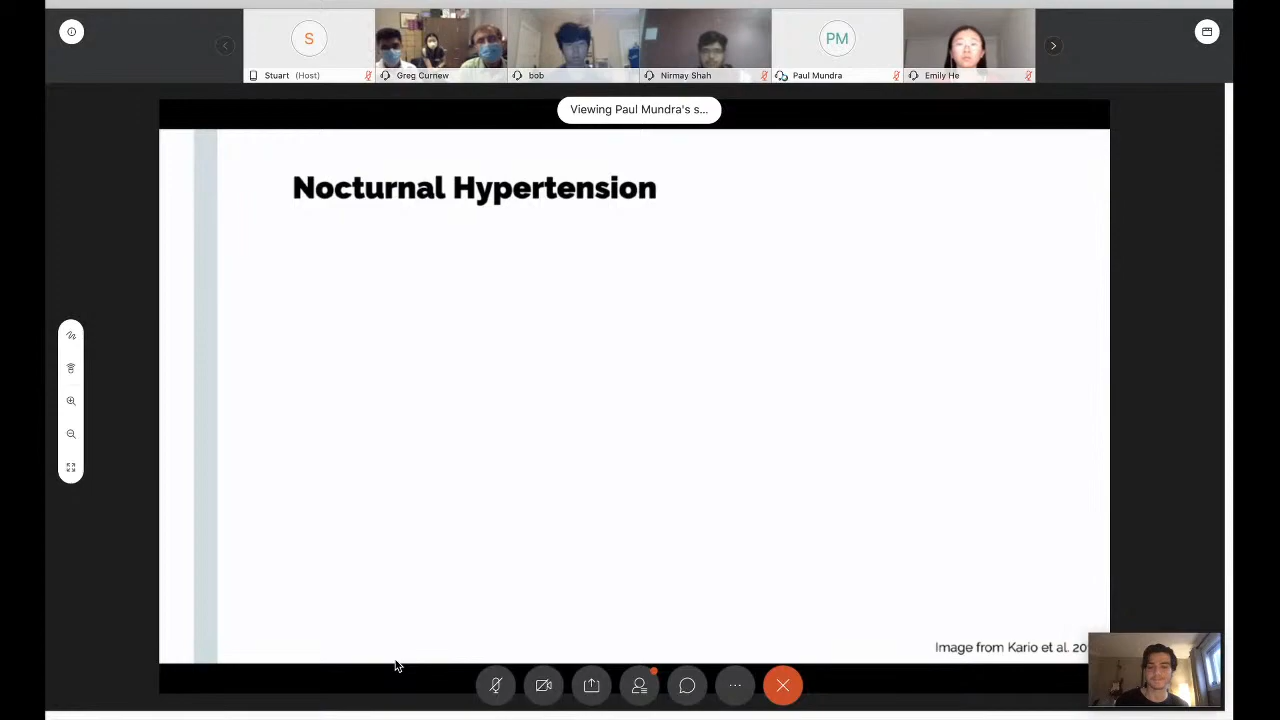 S
PM
Stuart (Host)
Greg Curnew
bob
Nirmay Shah
Paul Mundra
Emily He
Viewing Paul Mundra's s...
Nocturnal Hypertension
Image from Kario et al. 20